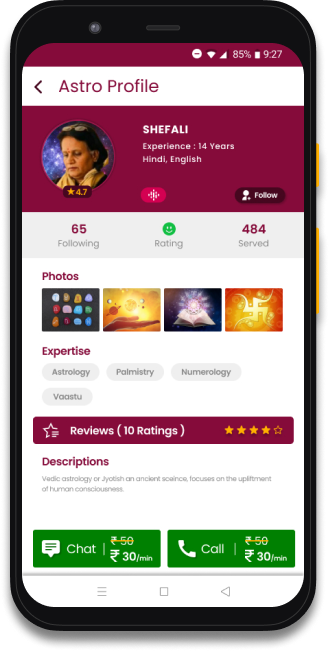 85% 9:27
Astro Profile
SHEFALI
Experience : 14 Years
Hindi, English
4.7
Follow
65
484
Following
Rating
Served
Photos
Expertise
Astrology
Palmistry
Numerology
Vaastu
Reviews ( 10 Ratings )
Descriptions
Vedic astrology or Jyotish an ancient sceince, focuses on the upliftment
of human consciousness.
Chat
₹ 50
₹ 30/min
Call
₹ 50
₹ 30/min